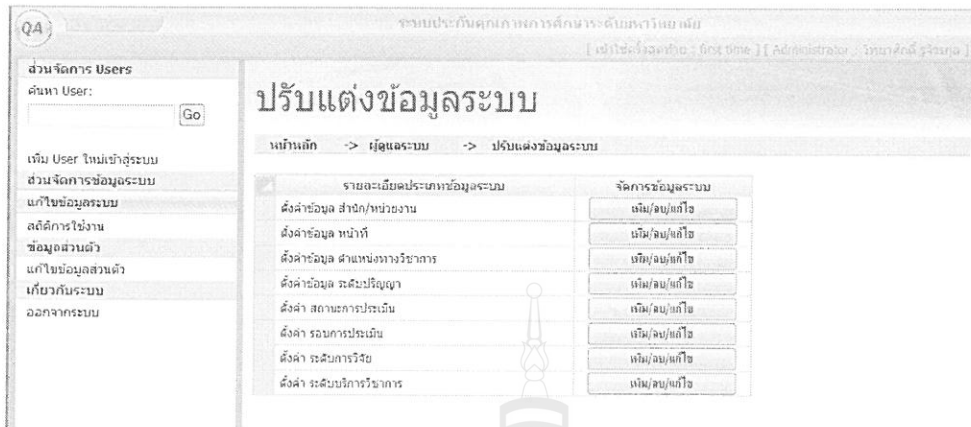 QA
ระบบประกันคุณภาพการศึกษาระดับมหาวิทยาลัย
[ เข้าใช้ครั้งสุดท้าย : first time ] [ Administrator :
ส่วนจัดการ Users
ค้นหา User:
Go
เพิ่ม User ใหม่เข้าสู่ระบบ
ส่วนจัดการข้อมูลระบบ
แก้ไขข้อมูลระบบ
สถิติการใช้งาน
ข้อมูลส่วนตัว
แก้ไขข้อมูลส่วนตัว
เกี่ยวกับระบบ
ออกจากระบบ
ปรับแต่งข้อมูลระบบ
หน้าหลัก -> ผู้ดูแลระบบ -> ปรับแต่งข้อมูลระบบ
รายละเอียดประเภทข้อมูลระบบ จัดการข้อมูลระบบ
ตั้งค่าข้อมูล สำนัก/หน่วยงาน เพิ่ม/ลบ/แก้ไข
ตั้งค่าข้อมูล หน้าที่ เพิ่ม/ลบ/แก้ไข
ตั้งค่าข้อมูล ตำแหน่งทางวิชาการ เพิ่ม/ลบ/แก้ไข
ตั้งค่าข้อมูล ระดับปริญญา เพิ่ม/ลบ/แก้ไข
ตั้งค่า สถานะการประเมิน เพิ่ม/ลบ/แก้ไข
ตั้งค่า รอบการประเมิน เพิ่ม/ลบ/แก้ไข
ตั้งค่า ระดับการวิจัย เพิ่ม/ลบ/แก้ไข
ตั้งค่า ระดับบริการวิชาการ เพิ่ม/ลบ/แก้ไข